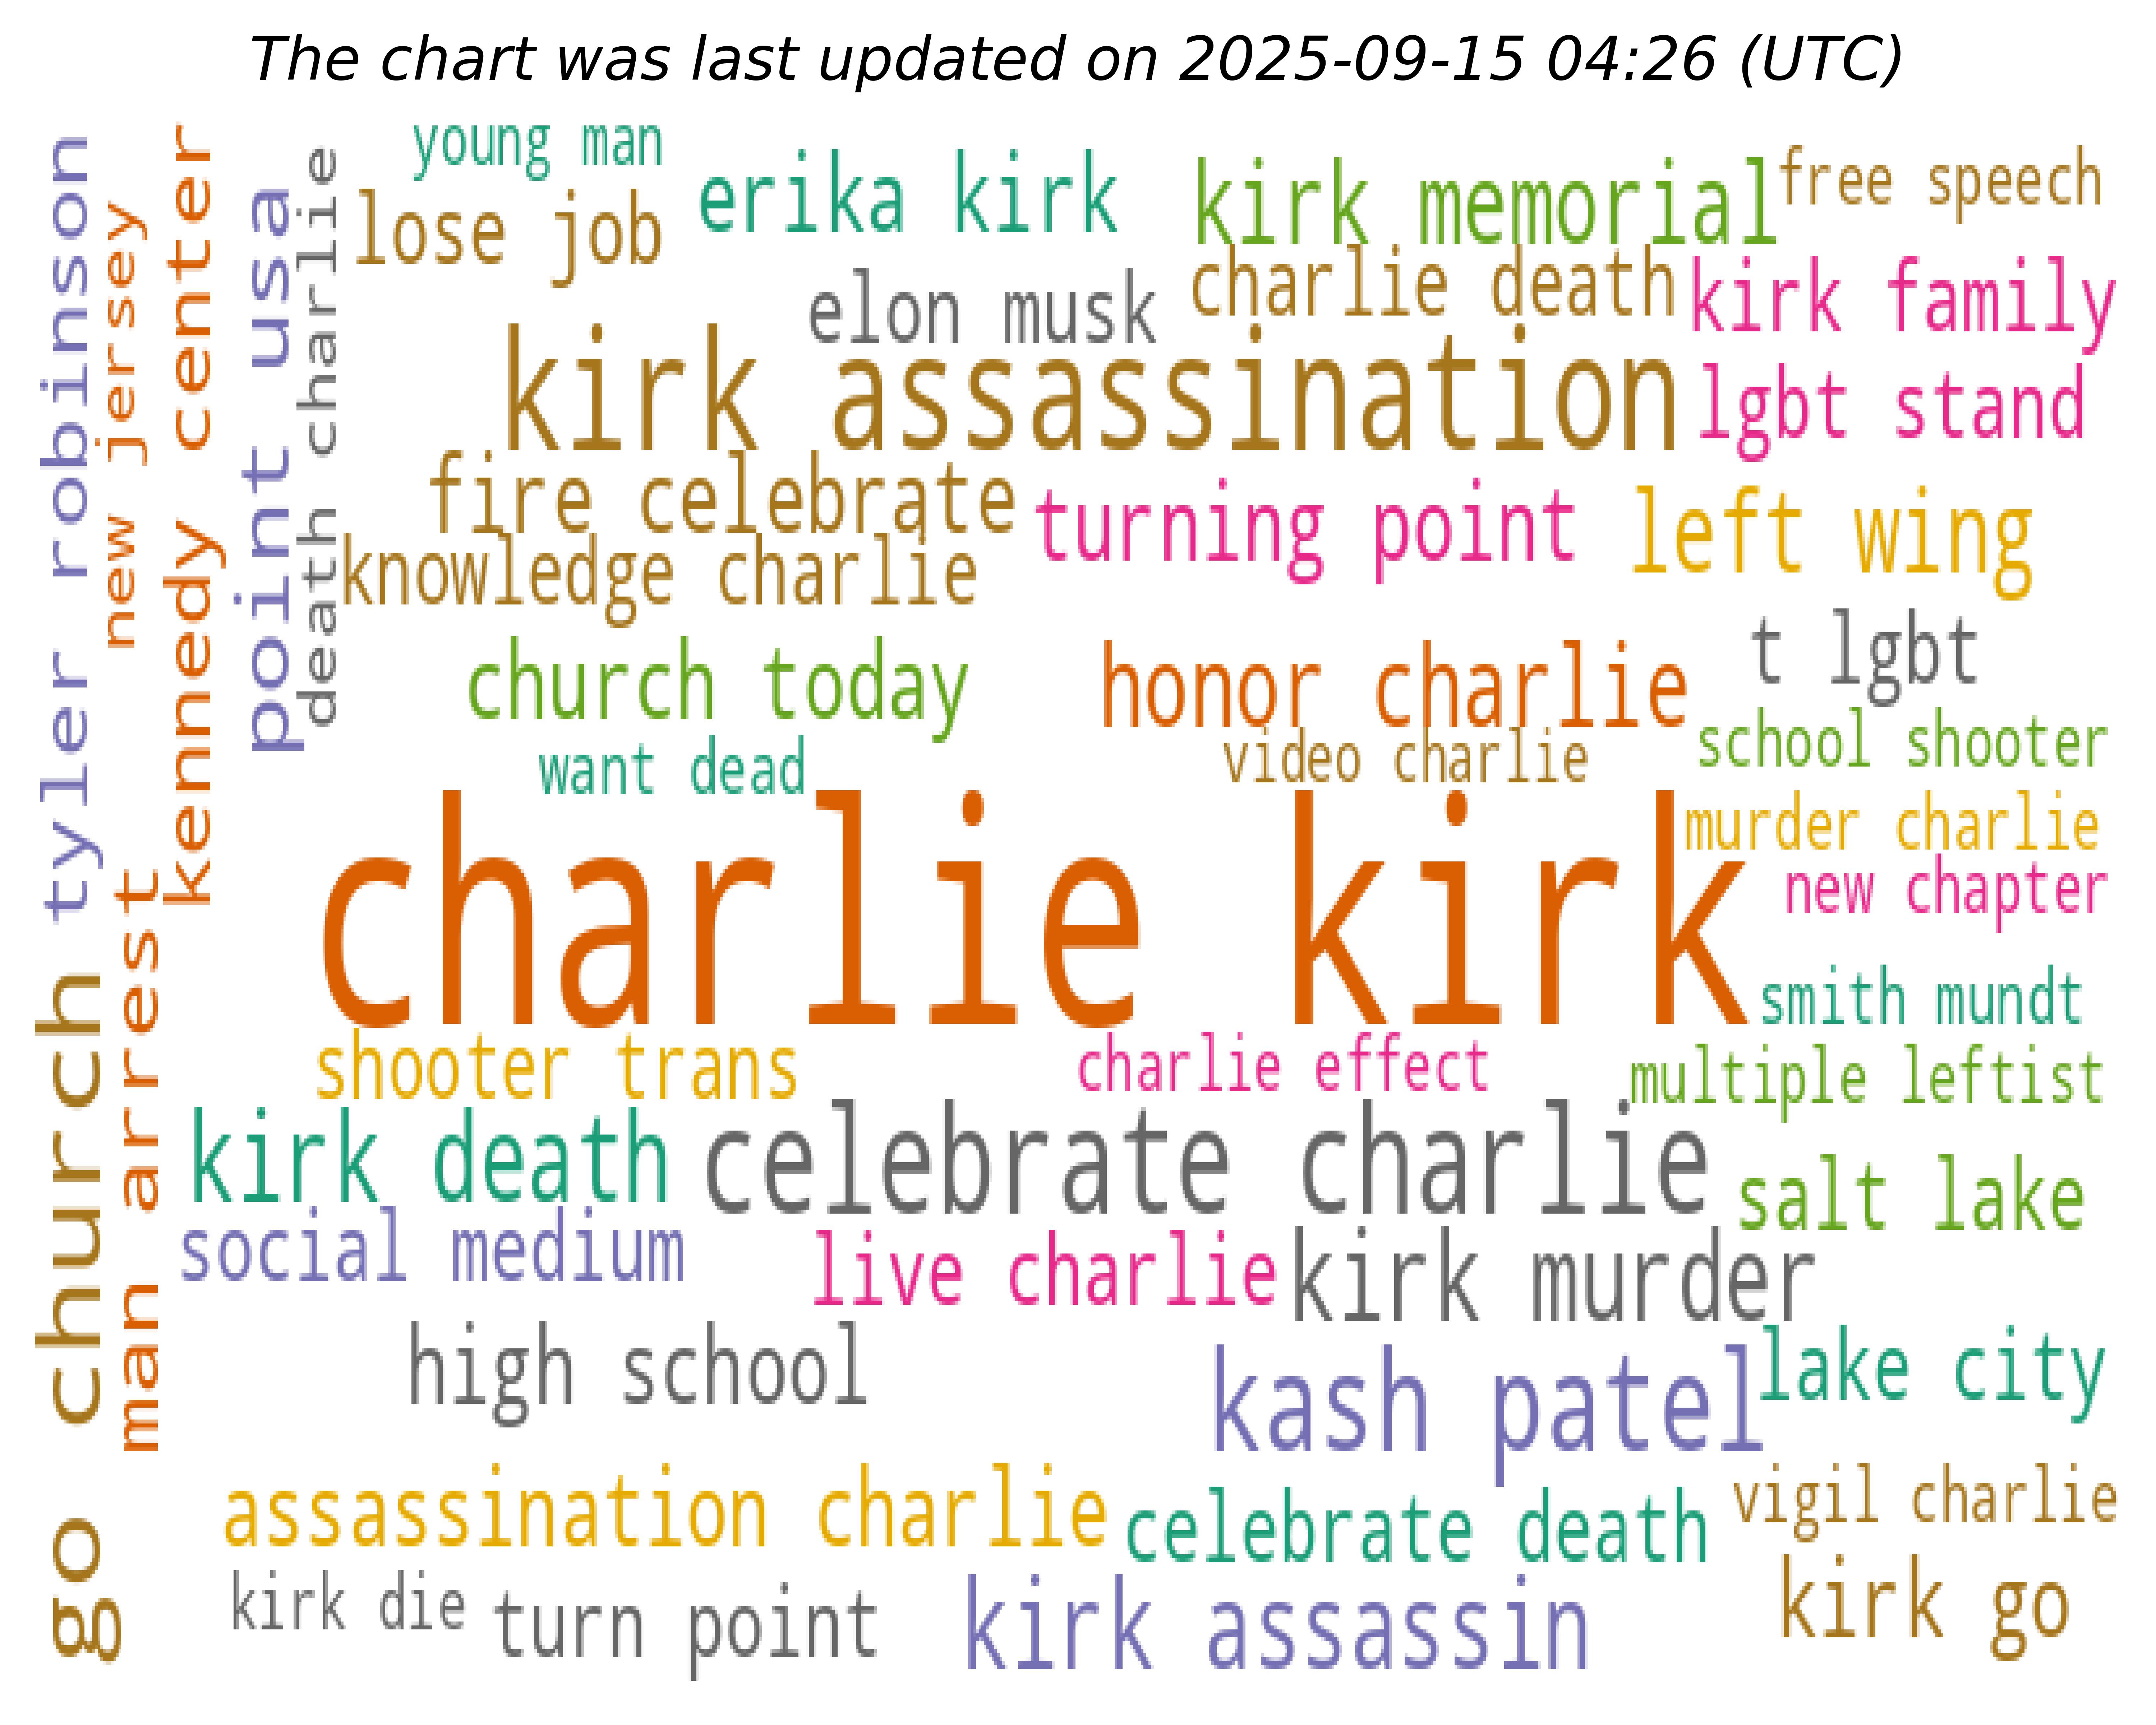 The chart was last updated on 2025-09-15 04:26 (UTC)
young man
erika kirk
kirk memorial
free speech
lose job
elon musk
charlie death
kirk family
kirk assassination
lgbt stand
fire celebrate
turning point
left wing
knowledge charlie
church today
honor charlie
t lgbt
want dead
video charlie
school shooter
charlie kirk
murder charlie
new chapter
smith mundt
shooter trans
charlie effect
multiple leftist
kirk death
celebrate charlie
salt lake
social medium
live charlie
kirk murder
high school
kash patel
lake city
assassination charlie
celebrate death
vigil charlie
kirk die
turn point
kirk assassin
kirk go
tyler robinson
new jersey
kennedy center
point usa
death charlie
go church
man arrest